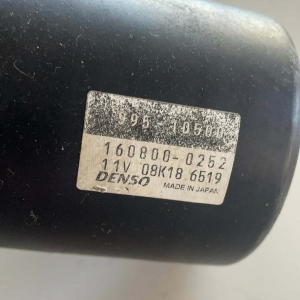 160800-0252
11V 08K18 6519
DENSO MADE IN JAPAN